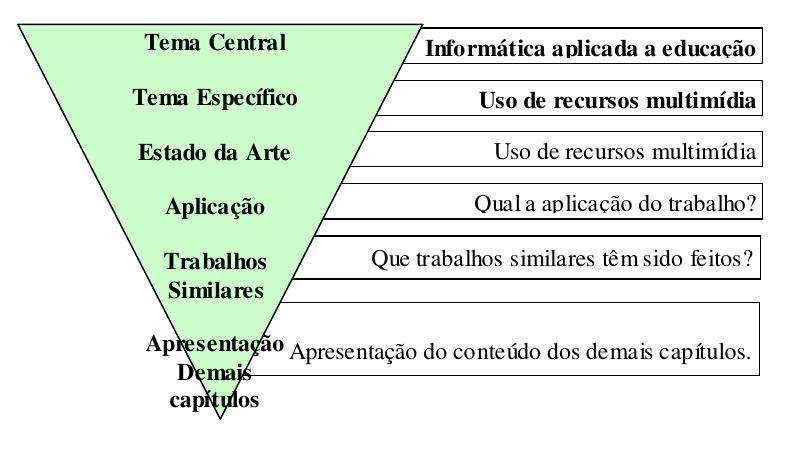 Tema Central
Informática aplicada a educação
Tema Específico
Uso de recursos multimídia
Estado da Arte
Uso de recursos multimídia
Aplicação
Qual a aplicação do trabalho?
Trabalhos
Similares
Que trabalhos similares têm sido feitos?
Apresentação
Demais
capítulos
Apresentação do conteúdo dos demais capítulos.